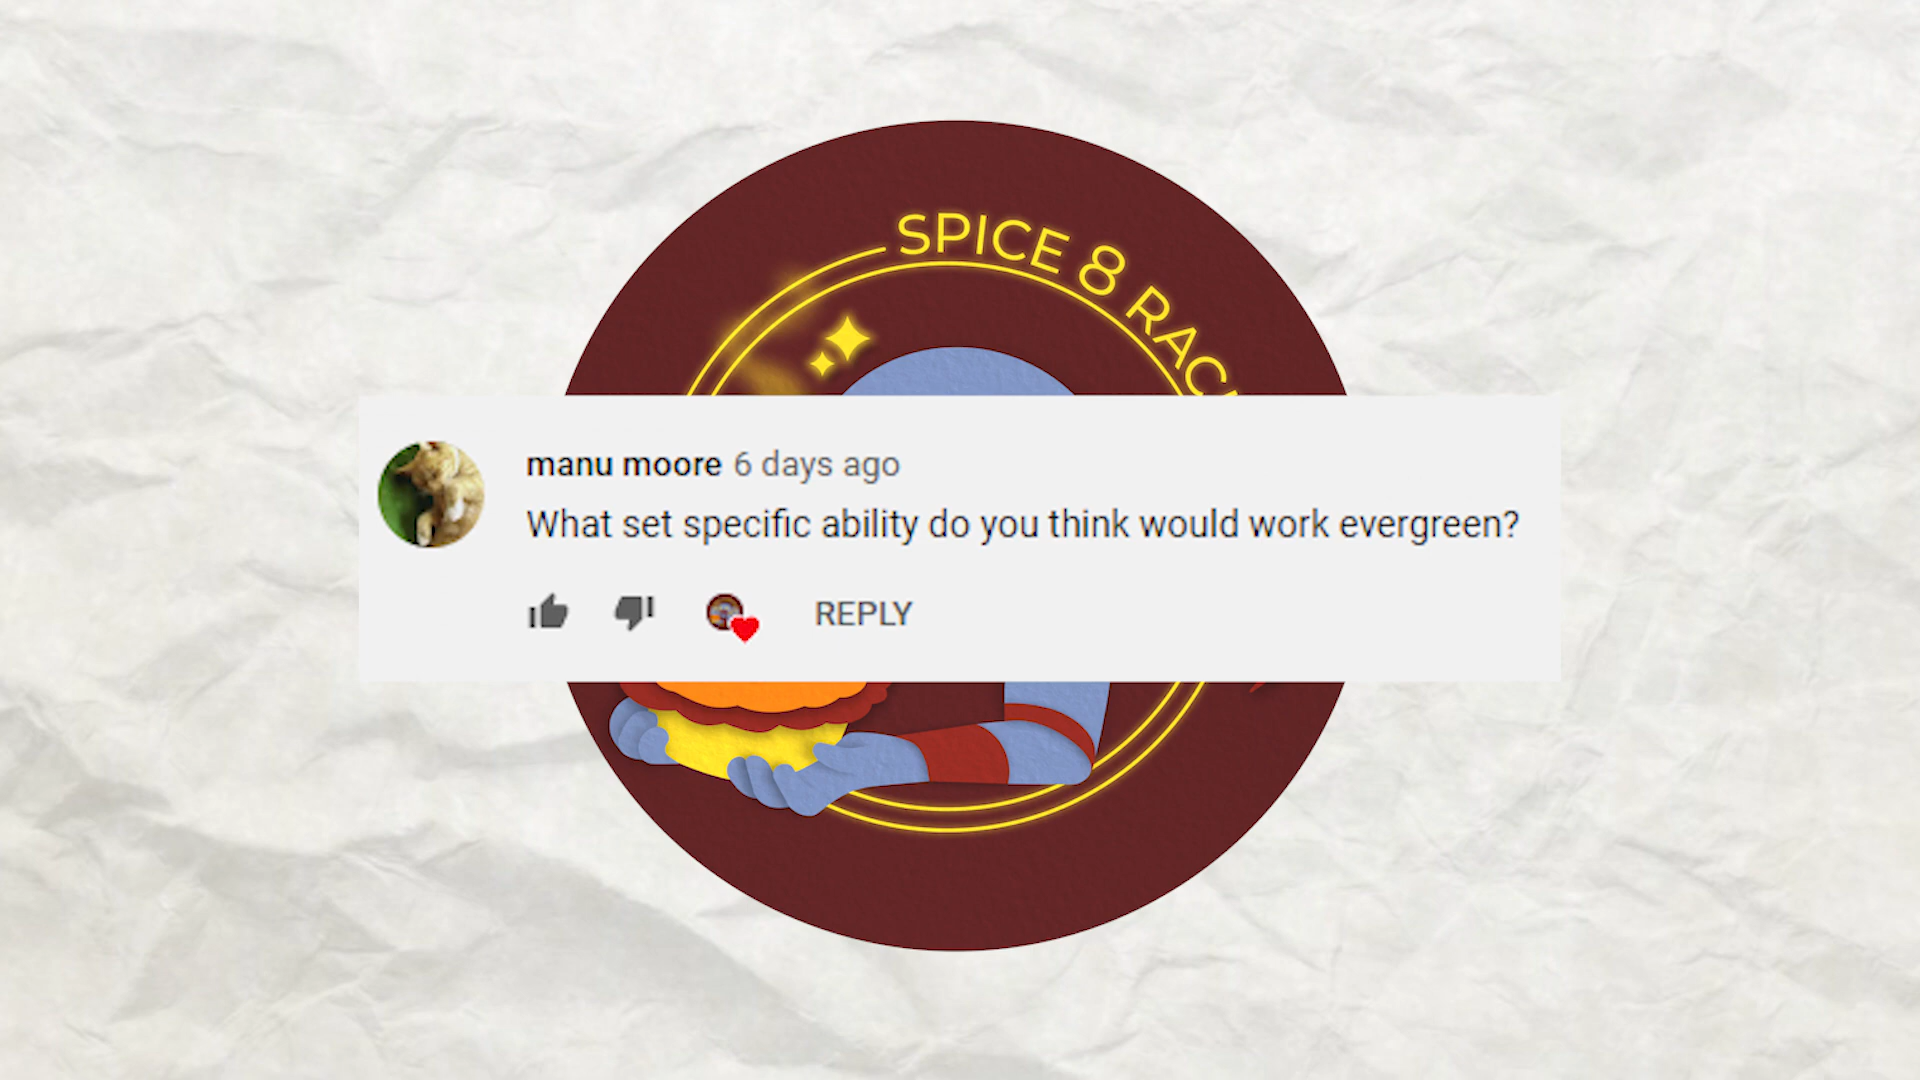 SPICE 8 RAC
manu moore 6 days ago
What set specific ability do you think would work evergreen?
REPLY